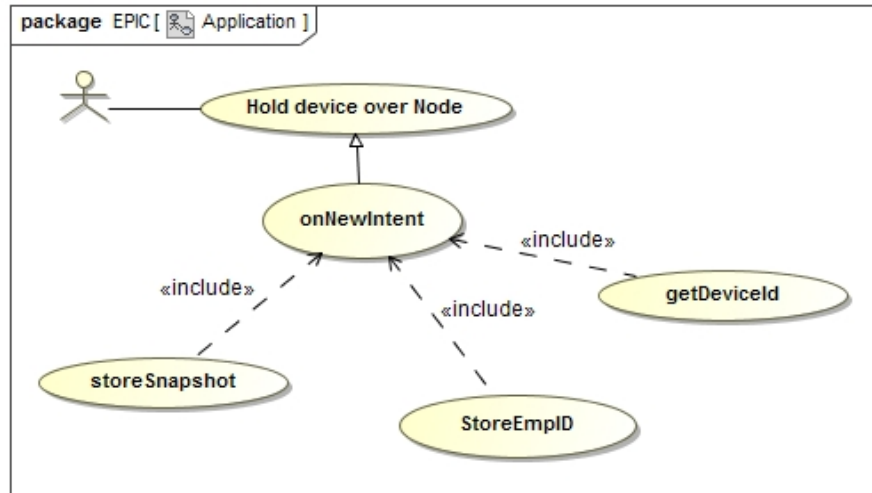 package EPIC [ Application ]
Hold device over Node
onNewIntent
«include»
«include»
«include»
getDeviceId
storeSnapshot
StoreEmpID